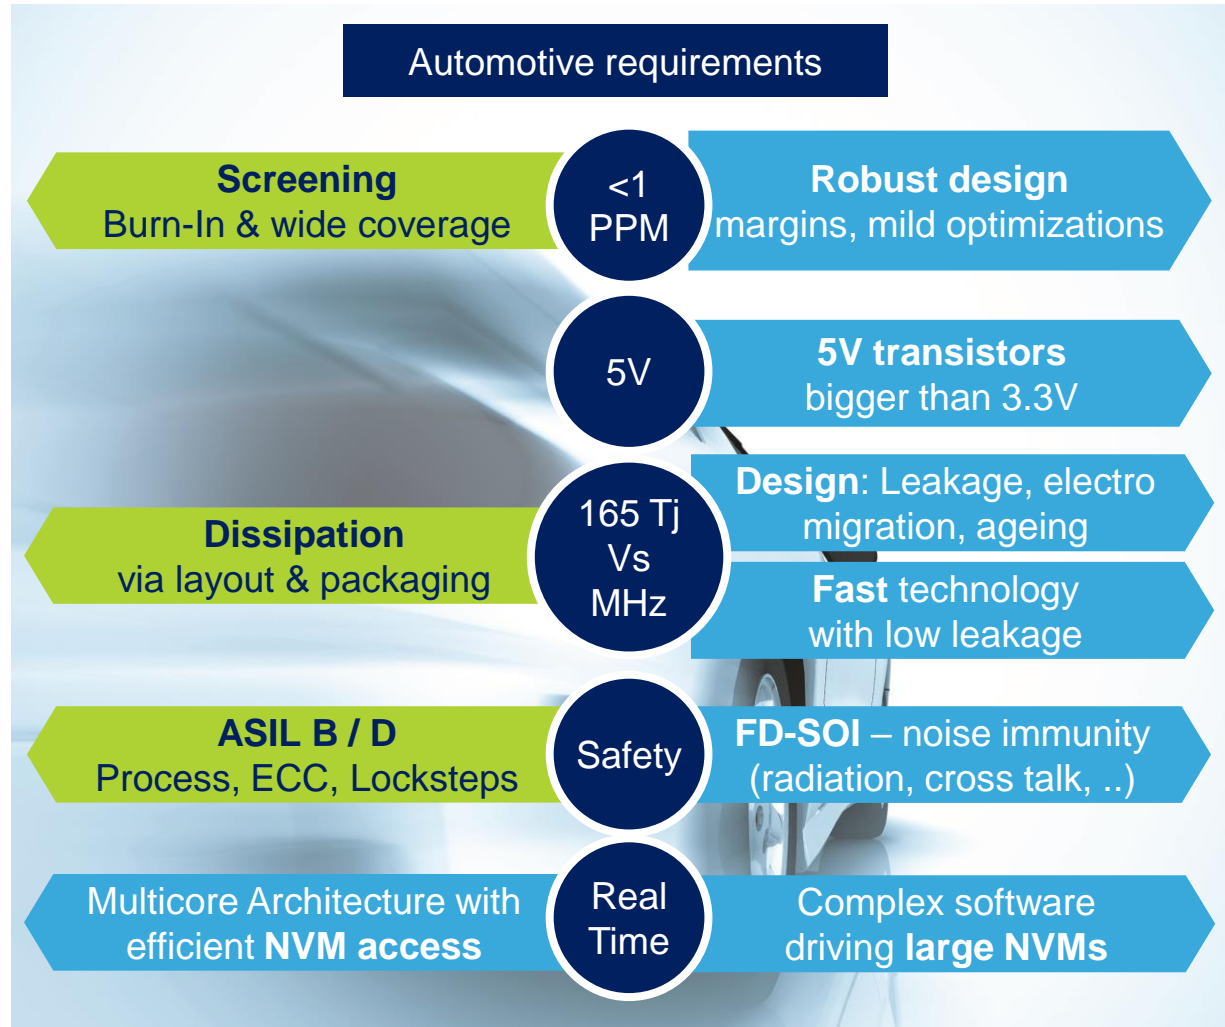 Automotive requirements
Screening
Burn-In & wide coverage
<1
PPM
Robust design
margins, mild optimizations
5V
5V transistors
bigger than 3.3V
Dissipation
via layout & packaging
165 Tj
Vs
MHz
Design: Leakage, electro
migration, ageing
Fast technology
with low leakage
ASIL B / D
Process, ECC, Locksteps
Safety
FD-SOI – noise immunity
(radiation, cross talk, ..)
Multicore Architecture with
efficient NVM access
Real
Time
Complex software
driving large NVMs